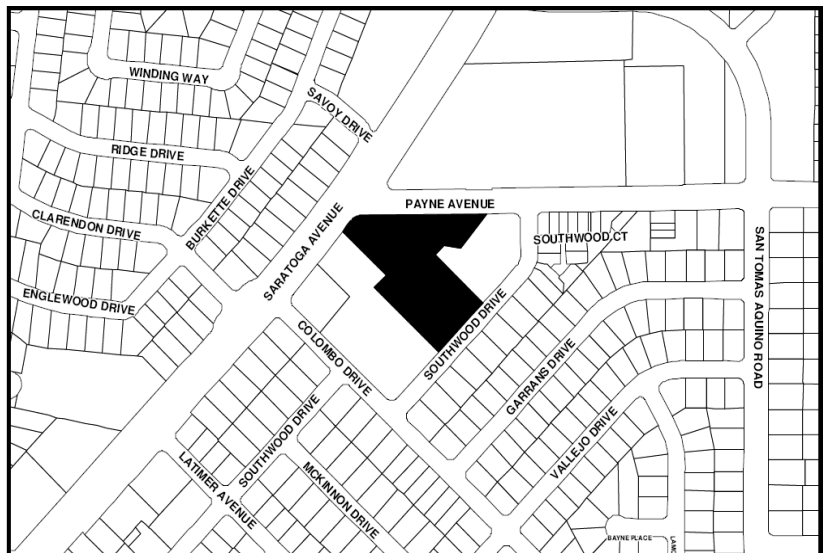 WINDING WAY
SAVOY DRIVE
RIDGE DRIVE
BURKETTE DRIVE
PAYNE AVENUE
CLARENDON DRIVE
SARATOGA AVENUE
SOUTHWOOD CT
SAN TOMAS AQUINO ROAD
ENGLEWOOD DRIVE
COLOMBO DRIVE
SOUTHWOOD DRIVE
GARRANS DRIVE
SOUTHWOOD DRIVE
VALLEJO DRIVE
LATIMER AVENUE
MCKINNON DRIVE
BAYNE PLACE